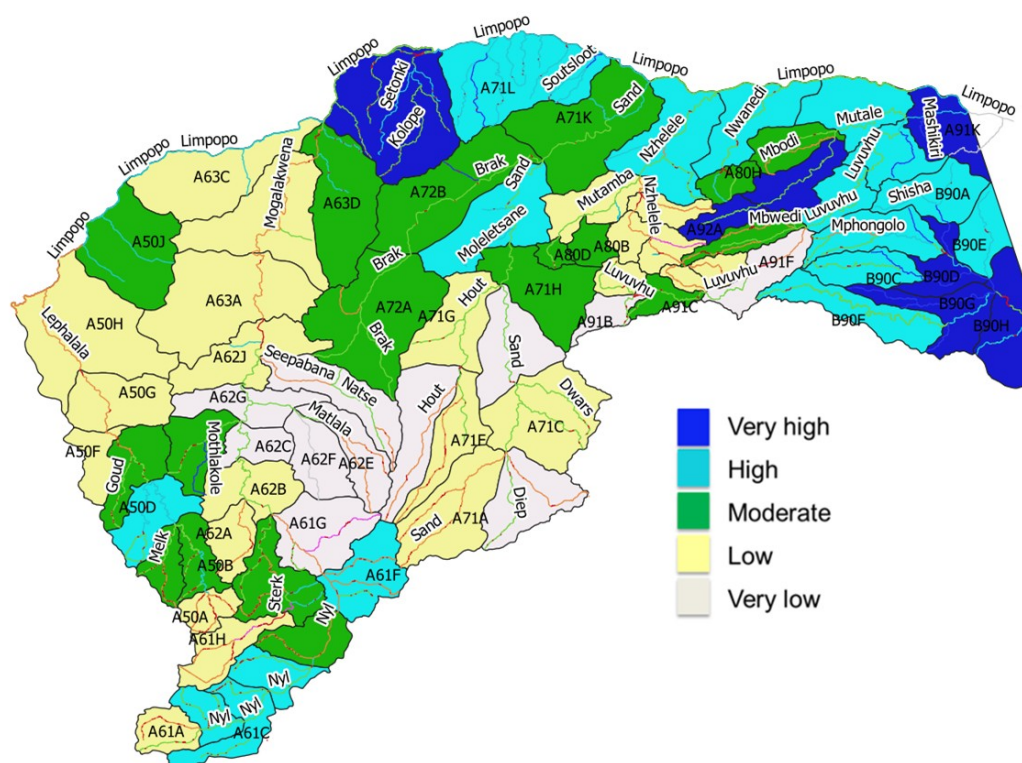 Limpopo
Limpopo
Limpopo
Limpopo
Limpopo
Setonki
Kolope
A71L
Soutsloot
Sand
A71K
Limpopo
Nwanedi
Mutale
Mashikiri
A91K
Limpopo
Limpopo
Limpopo
A63C
Mogalakwena
A63D
A72B
Brak
Sand
Nzhelele
Mbodi
A80H
Luvuvhu
Shisha
B90A
Limpopo
A50J
Moleletsane
Mutamba
Nzhelele
A92A
Mbwedi
Luvuvhu
Mphongolo
B90E
Brak
A80D
A80B
A91F
Luvuvhu
Luvuvhu
B90C
B90D
A63A
A72A
Hout
A71H
A91C
B90G
A50H
Lephalala
A71G
Brak
A91B
B90F
B90H
A62J
Seepabana
Natse
Sand
A50G
A62G
Matlala
Hout
Dwars
A50F
Goud
Mothlakole
A62C
A62F
A62E
A71E
A71C
A50D
A62B
A61G
Sand
A71A
Diep
Melk
A62A
A50B
Sterk
A61F
A50A
A61H
Nyl
Nyl
Nyl
Nyl
A61A
A61C
Very high
High
Moderate
Low
Very low